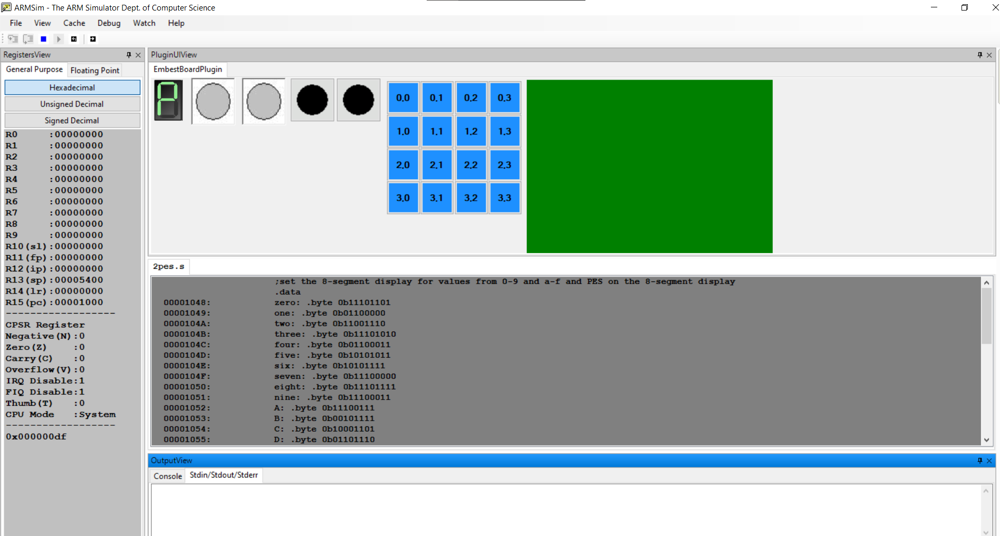 ARMSim - The ARM Simulator Dept. of Computer Science
File View Cache Debug Watch Help
RegistersView
General Purpose Floating Point
Hexadecimal
Unsigned Decimal
Signed Decimal
R0 :00000000
R1 :00000000
R2 :00000000
R3 :00000000
R4 :00000000
R5 :00000000
R6 :00000000
R7 :00000000
R8 :00000000
R9 :00000000
R10(sl):00000000
R11(fp):00000000
R12(ip):00000000
R13(sp):00005400
R14(lr):00000000
R15(pc):00001000
-------------------
CPSR Register
Negative(N):0
Zero(Z) :0
Carry(C) :0
Overflow(V):0
IRQ Disable:1
FIQ Disable:1
Thumb(T) :0
CPU Mode :System
-------------------
0x000000df
PluginUIView
EmbestBoardPlugin
P
0.0 0.1 0.2 0.3
1.0 1.1 1.2 1.3
2.0 2.1 2.2 2.3
3.0 3.1 3.2 3.3
2pes.s
;set the 8-segment display for values from 0-9 and a-f and PES on the 8-segment display
.data
00001048: zero: .byte 0b11101101
00001049: one: .byte 0b01100000
0000104A: two: .byte 0b11001110
0000104B: three: .byte 0b11101010
0000104C: four: .byte 0b01100011
0000104D: five: .byte 0b10101011
0000104E: six: .byte 0b10101111
0000104F: seven: .byte 0b11100000
00001050: eight: .byte 0b11101111
00001051: nine: .byte 0b11100011
00001052: A: .byte 0b11100111
00001053: B: .byte 0b00101111
00001054: C: .byte 0b10001101
00001055: D: .byte 0b01101110
OutputView
Console Stdin/Stdout/Stderr